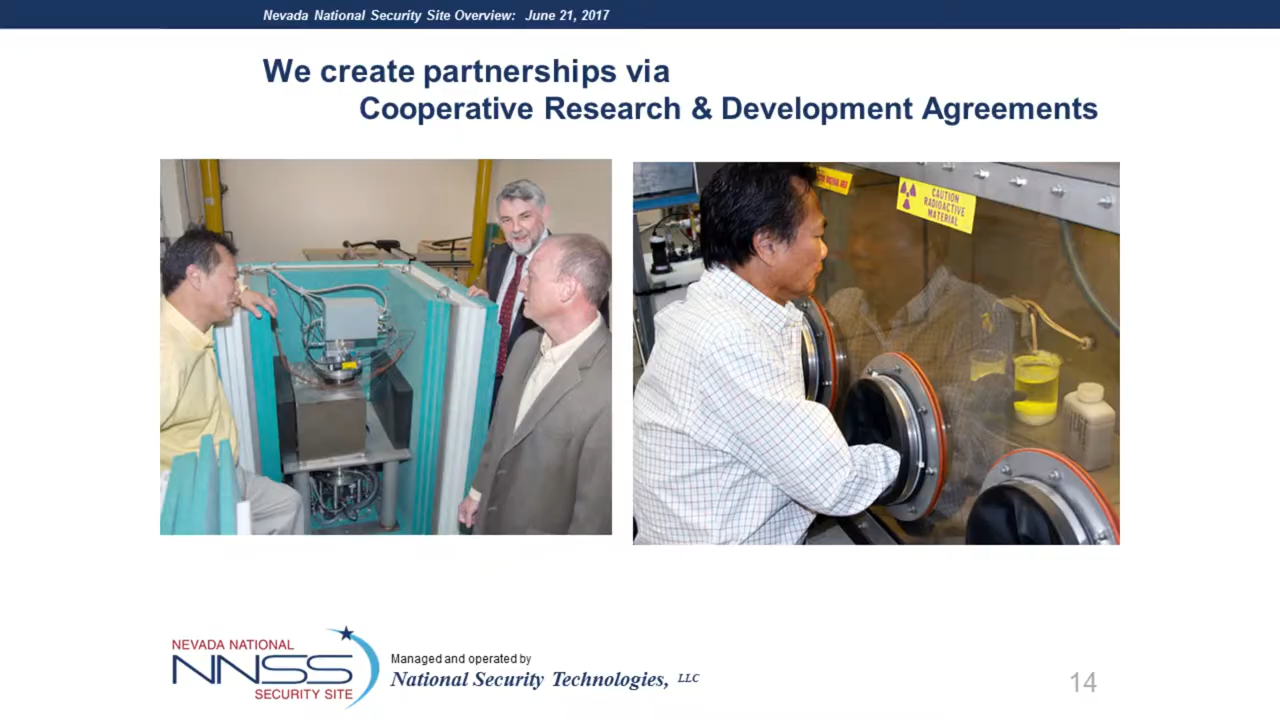 Nevada National Security Site Overview: June 21, 2017
We create partnerships via
Cooperative Research & Development Agreements
CAUTION
RADIOACTIVE
MATERIAL
NEVADA NATIONAL
NNSS
SECURITY SITE
Managed and operated by
National Security Technologies, LLC
14